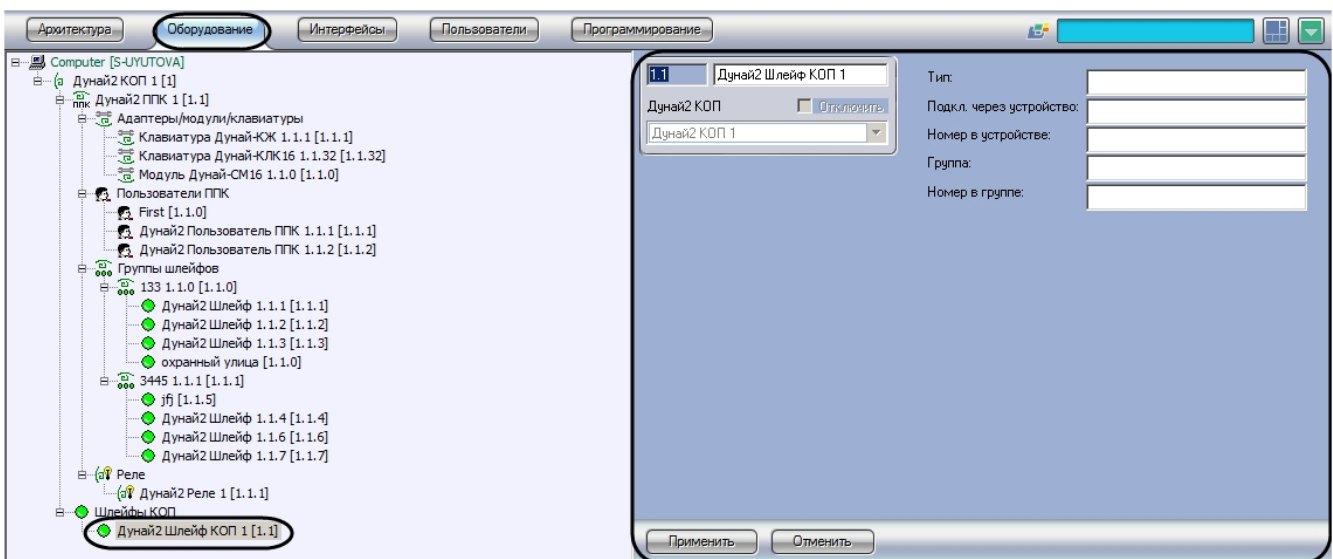 Архитектура Оборудование Интерфейсы Пользователи Программирование
Computer [S-UYUTOVA]
Дунай2 КОП 1 [1]
ппк Дунай2 ППК 1 [1.1]
Адаптеры/модули/клавиатуры
Клавиатура Дунай-КЖ 1.1.1 [1.1.1]
Клавиатура Дунай-КЛК16 1.1.32 [1.1.32]
Модуль Дунай-СМ16 1.1.0 [1.1.0]
Пользователи ППК
First [1.1.0]
Дунай2 Пользователь ППК 1.1.1 [1.1.1]
Дунай2 Пользователь ППК 1.1.2 [1.1.2]
Группы шлейфов
133 1.1.0 [1.1.0]
Дунай2 Шлейф 1.1.1 [1.1.1]
Дунай2 Шлейф 1.1.2 [1.1.2]
Дунай2 Шлейф 1.1.3 [1.1.3]
охранный улица [1.1.0]
3445 1.1.1 [1.1.1]
jfj [1.1.5]
Дунай2 Шлейф 1.1.4 [1.1.4]
Дунай2 Шлейф 1.1.6 [1.1.6]
Дунай2 Шлейф 1.1.7 [1.1.7]
Реле
Дунай2 Реле 1 [1.1.1]
Шлейфы КОП
Дунай2 Шлейф КОП 1 [1.1]
1.1 Дунай2 Шлейф КОП 1
Дунай2 КОП Отключить
Дунай2 КОП 1
Тип:
Подкл. через устройство:
Номер в устройстве:
Группа:
Номер в группе:
Применить Отменить